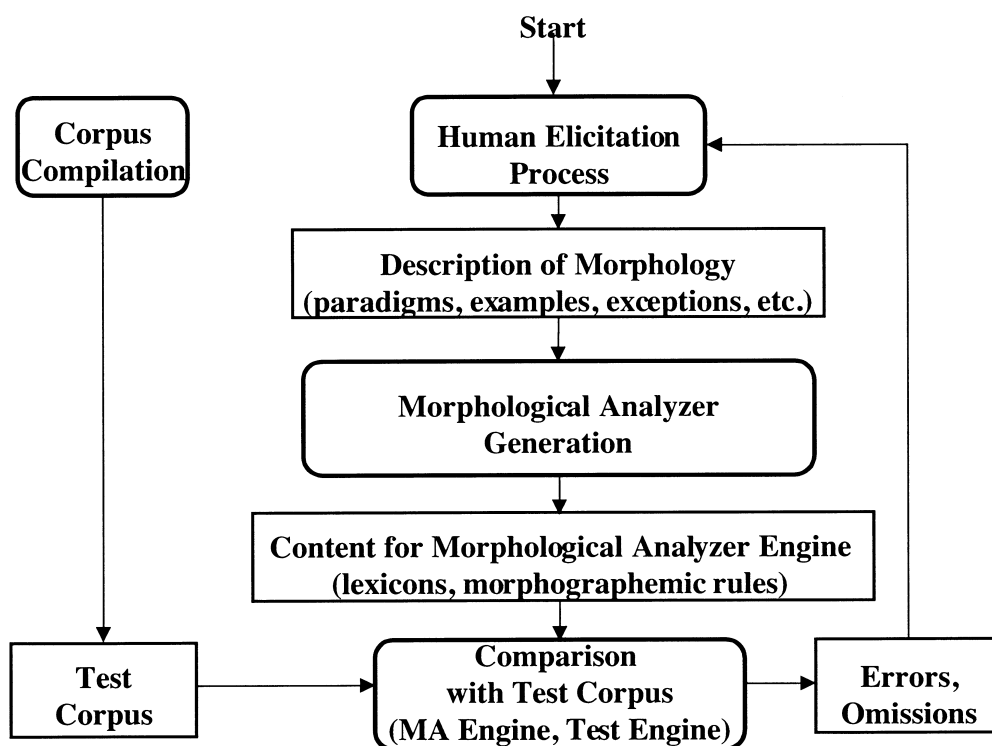 Start
Corpus
Compilation
Human Elicitation
Process
Description of Morphology
(paradigms, examples, exceptions, etc.)
Morphological Analyzer
Generation
Content for Morphological Analyzer Engine
(lexicons, morphographemic rules)
Test
Corpus
Comparison
with Test Corpus
(MA Engine, Test Engine)
Errors,
Omissions